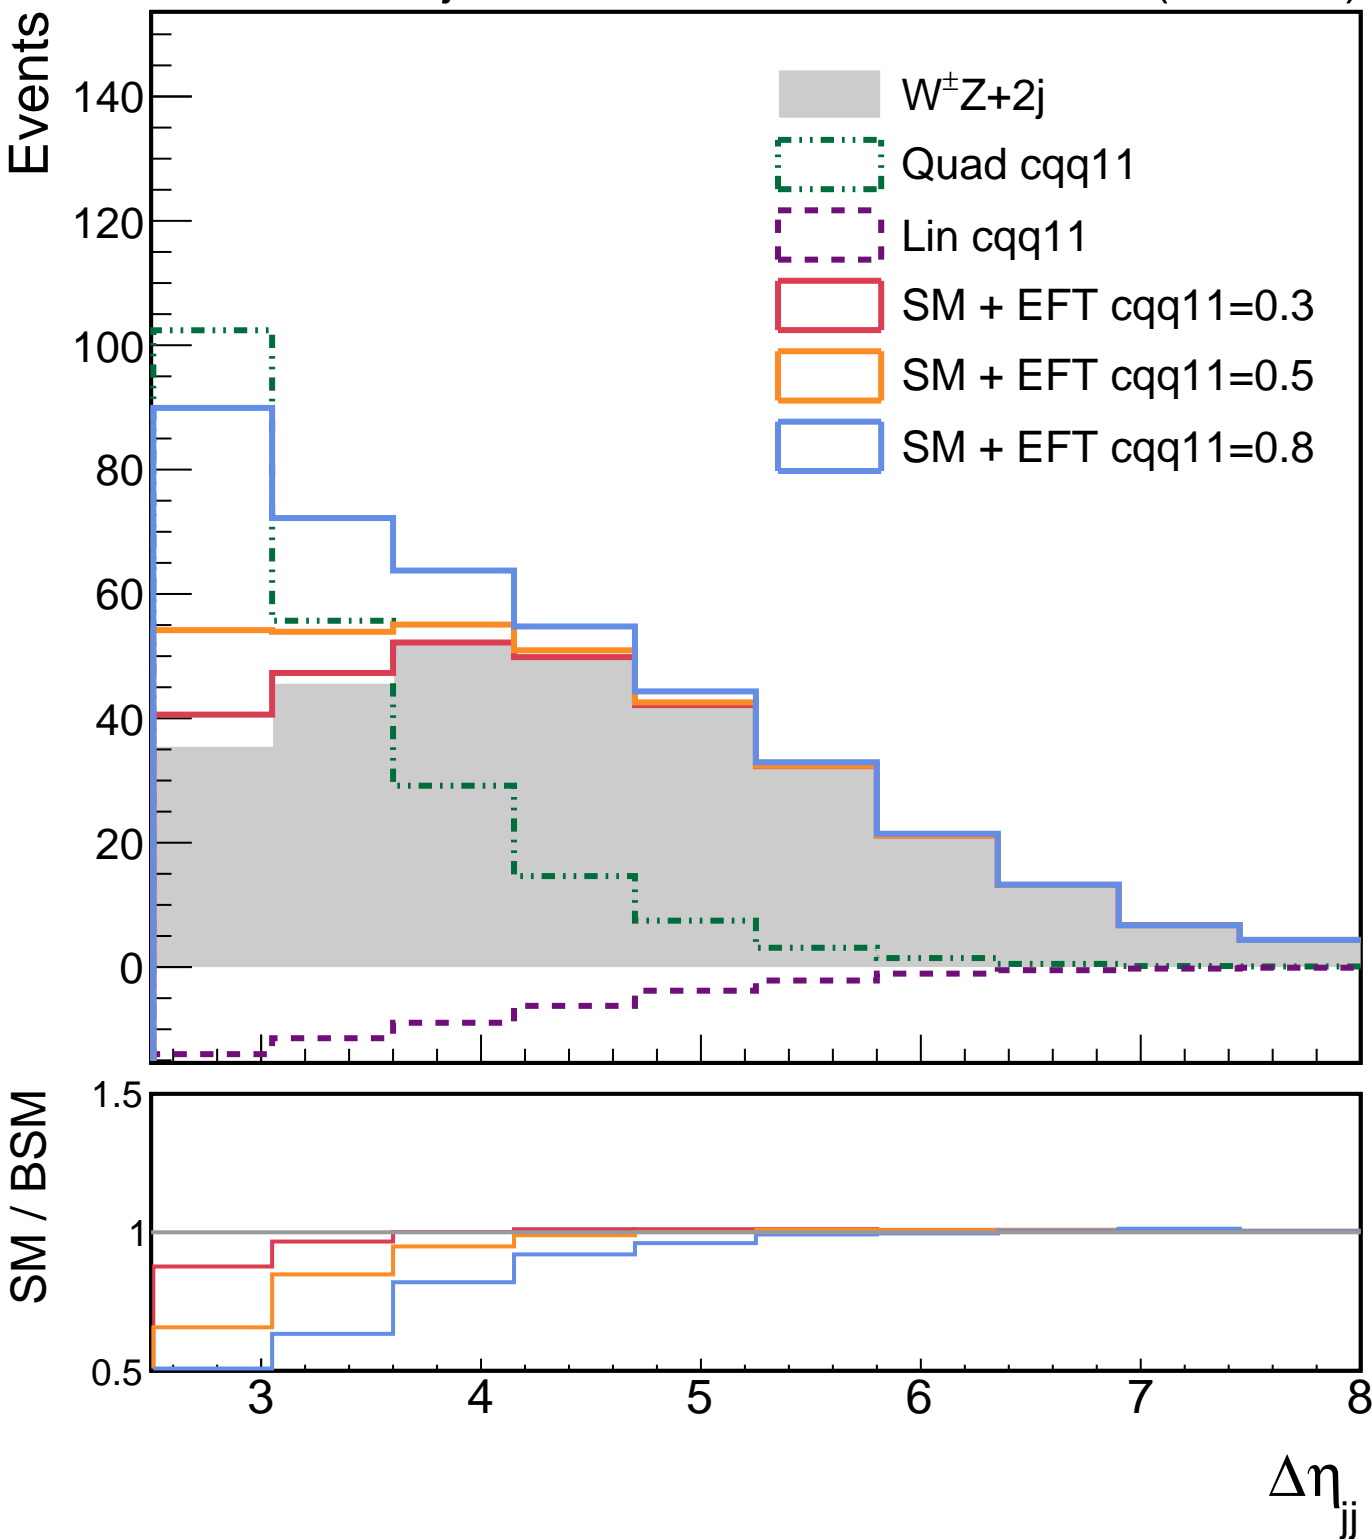 Events
140
120
100
80
60
40
20
0
W±Z+2j
Quad cqq11
Lin cqq11
SM + EFT cqq11=0.3
SM + EFT cqq11=0.5
SM + EFT cqq11=0.8
SM / BSM
1.5
1
0.5
3 4 5 6 7 8
Δη_jj